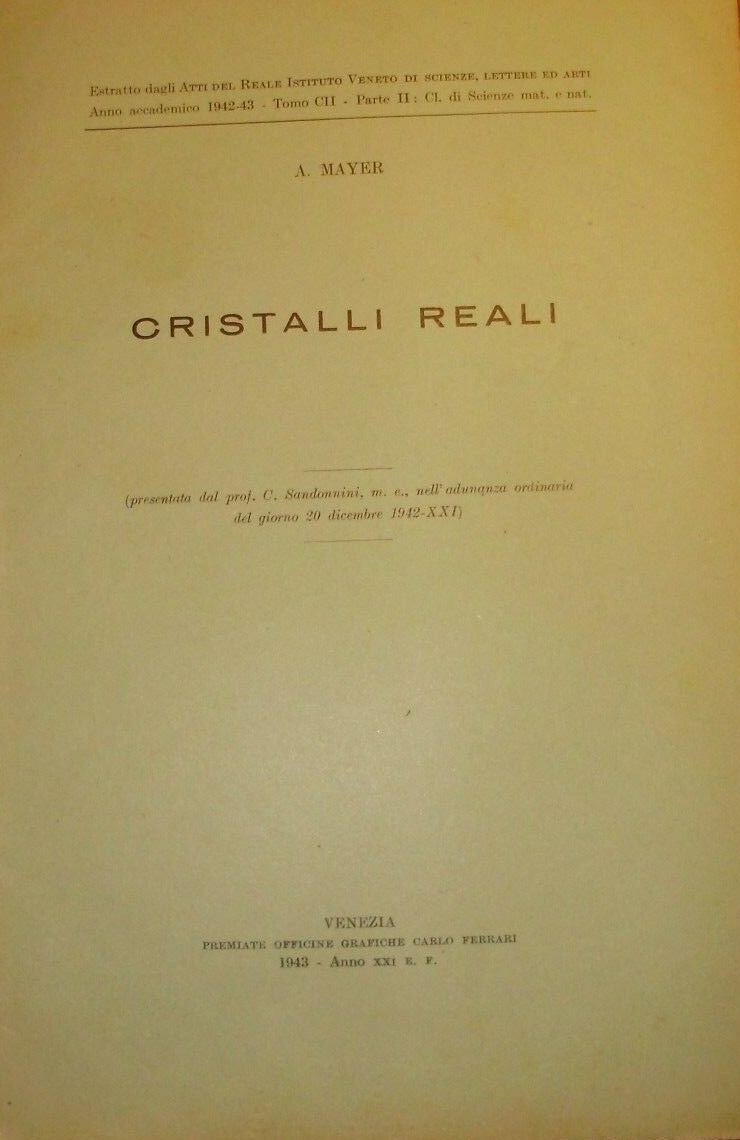 Estratto dagli ATTI DEL REALE ISTITUTO VENETO DI SCIENZE, LETTERE ED ARTI
Anno accademico 1942-43 - Tomo CII - Parte II : Cl. di Scienze mat. e nat.
A. MAYER
CRISTALLI REALI
(presentata dal prof. C. Sandonnini, m. e., nell' adunanza ordinaria
del giorno 20 dicembre 1942-XXI)
VENEZIA
PREMIATE OFFICINE GRAFICHE CARLO FERRARI
1943 - Anno XXI E. F.